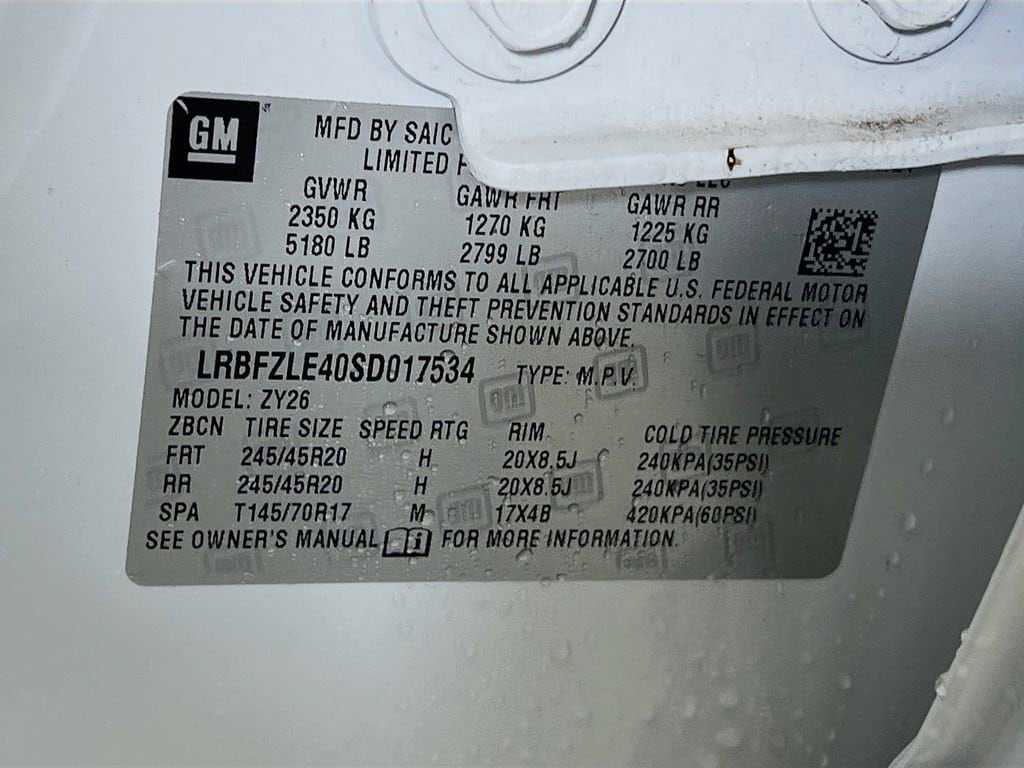 GM
MFD BY SAIC
LIMITED
GVWR GAWR FRT GAWR RR
2350 KG 1270 KG 1225 KG
5180 LB 2799 LB 2700 LB
THIS VEHICLE CONFORMS TO ALL APPLICABLE U.S. FEDERAL MOTOR
VEHICLE SAFETY AND THEFT PREVENTION STANDARDS IN EFFECT ON
THE DATE OF MANUFACTURE SHOWN ABOVE.
LRBFZLE40SD017534 TYPE: M.P.V.
MODEL: ZY26
ZBCN TIRE SIZE SPEED RTG RIM COLD TIRE PRESSURE
FRT 245/45R20 H 20X8.5J 240KPA(35PSI)
RR 245/45R20 H 20X8.5J 240KPA(35PSI)
SPA T145/70R17 M 17X4B 420KPA(60PSI)
SEE OWNER'S MANUAL FOR MORE INFORMATION.